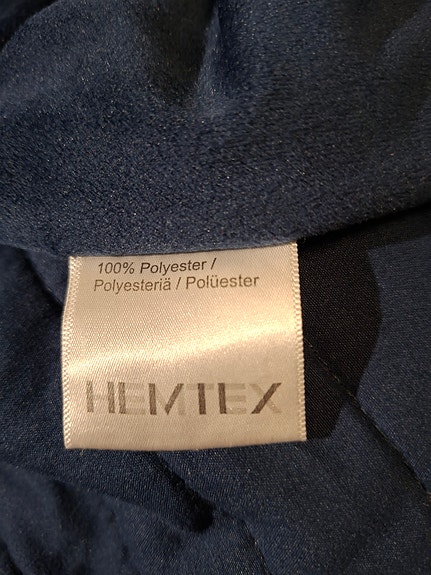 100% Polyester /
Polyesteriä / Polüester
HEMTEX